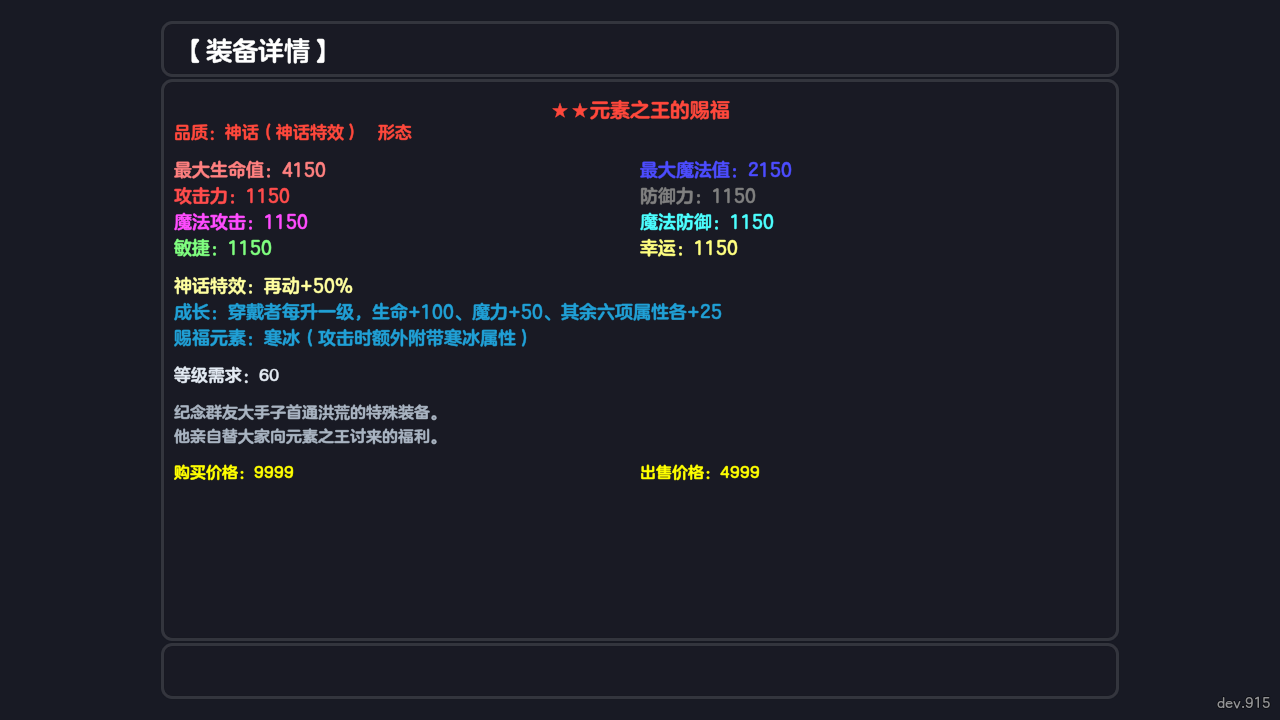 【装备详情】
★★元素之王的赐福
品质：神话（神话特效） 形态
最大生命值：4150 最大魔法值：2150
攻击力：1150 防御力：1150
魔法攻击：1150 魔法防御：1150
敏捷：1150 幸运：1150
神话特效：再动+50%
成长：穿戴者每升一级，生命+100、魔力+50、其余六项属性各+25
赐福元素：寒冰（攻击时额外附带寒冰属性）
等级需求：60
纪念群友大手子首通洪荒的特殊装备。
他亲自替大家向元素之王讨来的福利。
购买价格：9999 出售价格：4999
dev.915